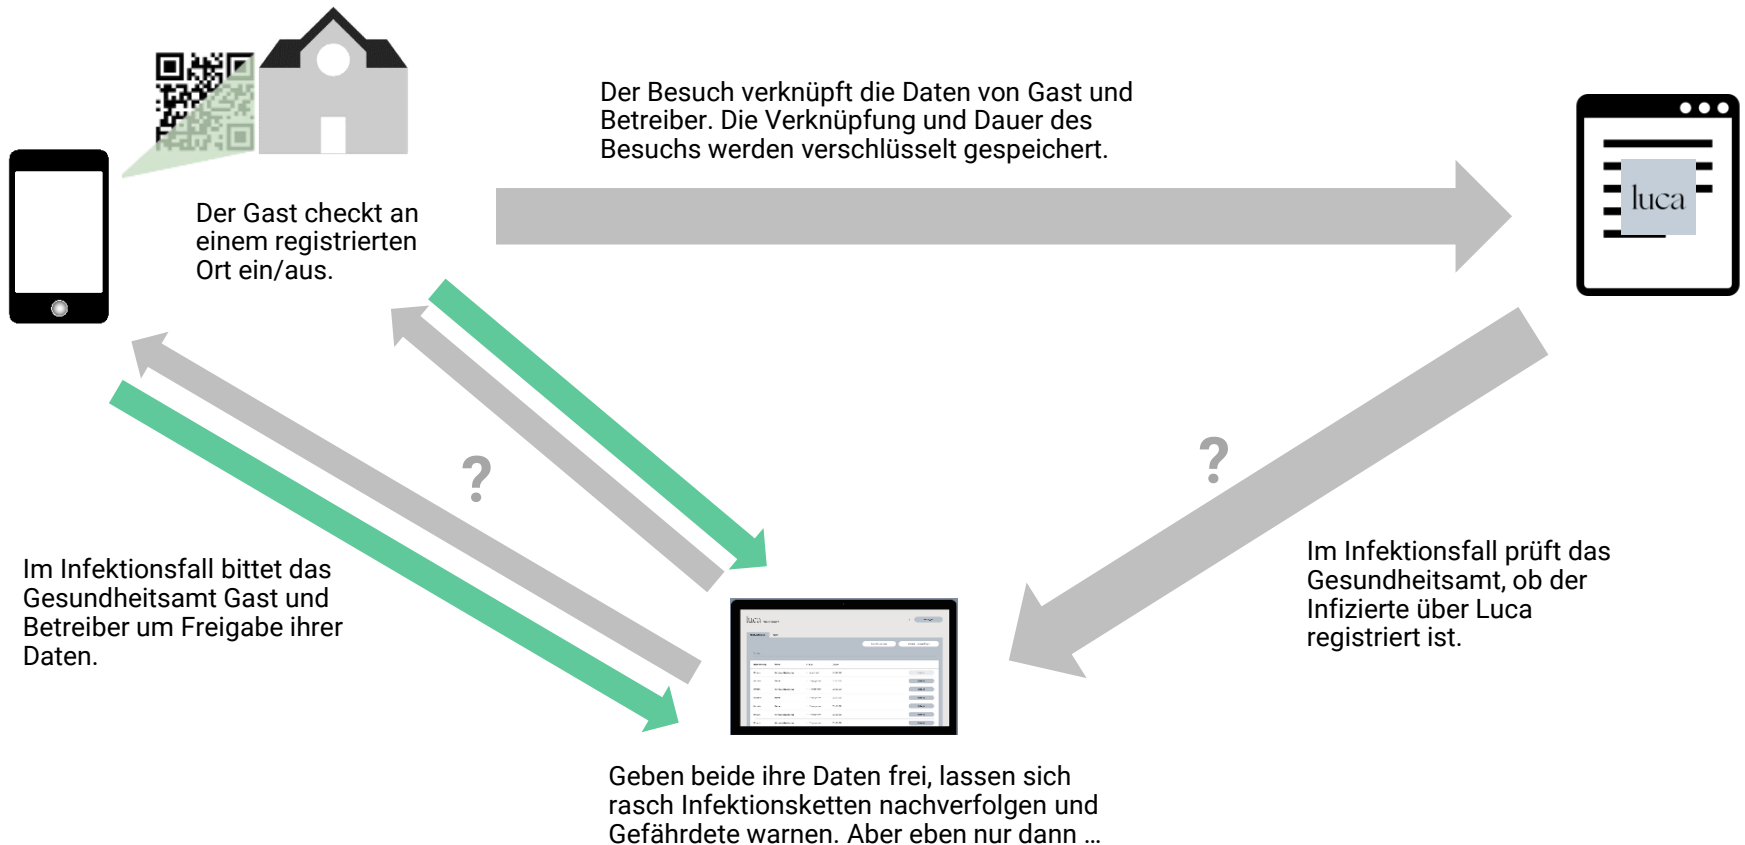 Der Besuch verknüpft die Daten von Gast und
Betreiber. Die Verknüpfung und Dauer des
Besuchs werden verschlüsselt gespeichert.
luca
Der Gast checkt an
einem registrierten
Ort ein/aus.
?
?
Im Infektionsfall bittet das
Gesundheitsamt Gast und
Betreiber um Freigabe ihrer
Daten.
Im Infektionsfall prüft das
Gesundheitsamt, ob der
Infizierte über Luca
registriert ist.
luca
Geben beide ihre Daten frei, lassen sich
rasch Infektionsketten nachverfolgen und
Gefährdete warnen. Aber eben nur dann ...